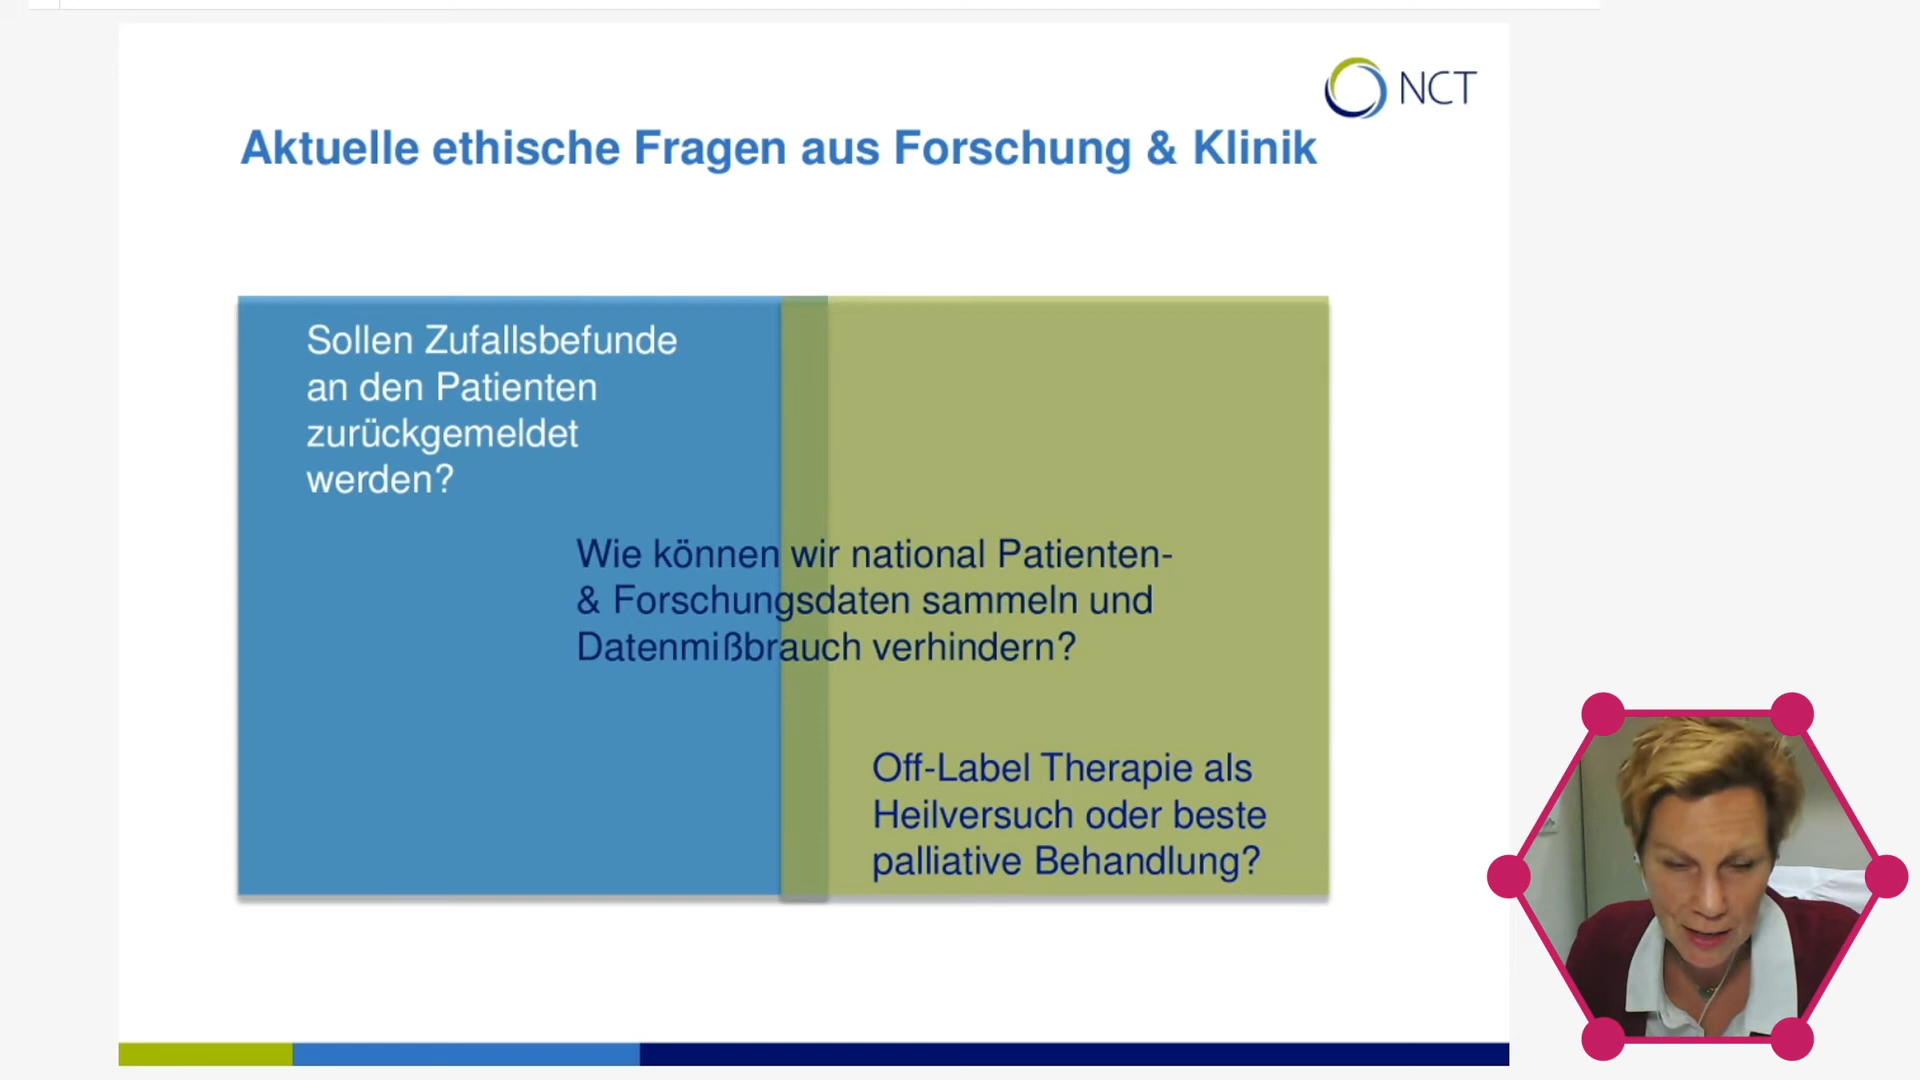 NCT
Aktuelle ethische Fragen aus Forschung & Klinik
Sollen Zufallsbefunde
an den Patienten
zurückgemeldet
werden?
Wie können wir national Patienten-
& Forschungsdaten sammeln und
Datenmißbrauch verhindern?
Off-Label Therapie als
Heilversuch oder beste
palliative Behandlung?